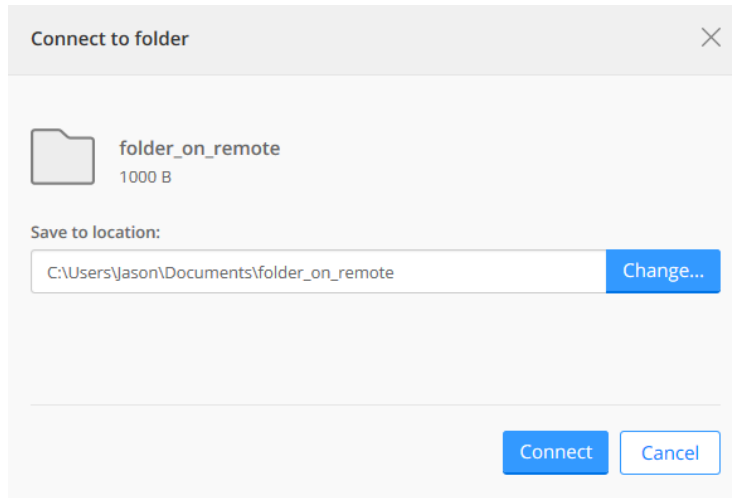 Connect to folder
folder_on_remote
1000 B
Save to location:
C:\Users\Jason\Documents\folder_on_remote
Change...
Connect
Cancel